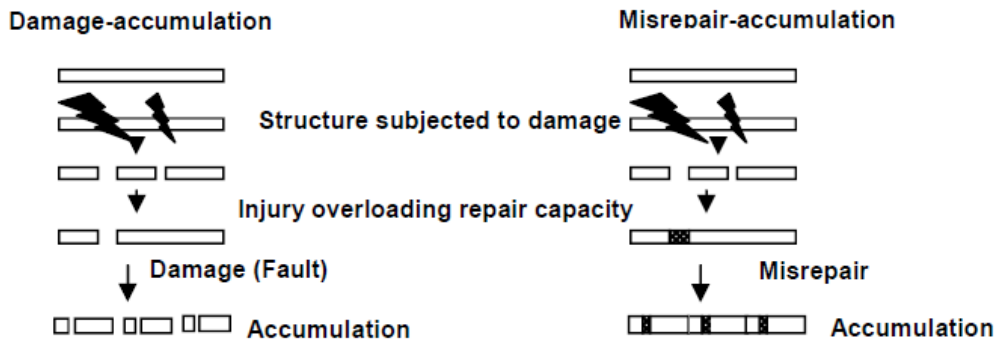 Damage-accumulation
Misrepair-accumulation
Structure subjected to damage
Injury overloading repair capacity
Damage (Fault)
Misrepair
Accumulation
Accumulation